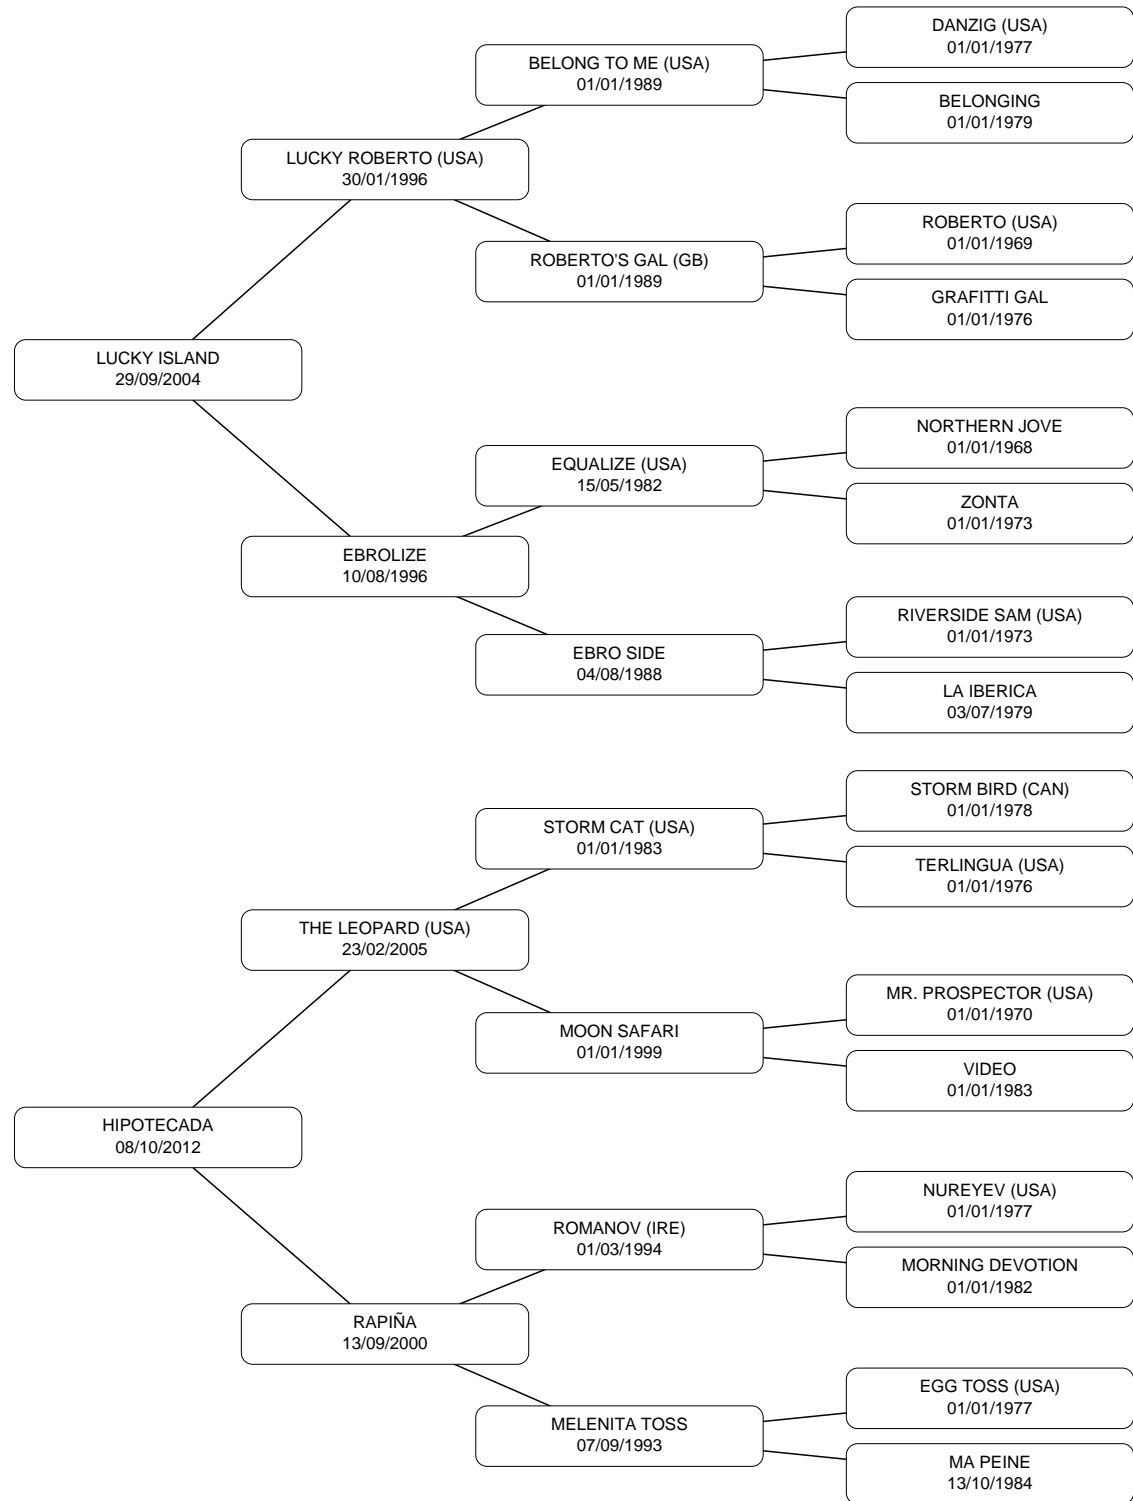 DANZIG (USA)
01/01/1977
BELONG TO ME (USA)
01/01/1989
BELONGING
01/01/1979
LUCKY ROBERTO (USA)
30/01/1996
ROBERTO (USA)
01/01/1969
ROBERTO'S GAL (GB)
01/01/1989
GRAFITTI GAL
01/01/1976
LUCKY ISLAND
29/09/2004
NORTHERN JOVE
01/01/1968
EQUALIZE (USA)
15/05/1982
ZONTA
01/01/1973
EBROLIZE
10/08/1996
RIVERSIDE SAM (USA)
01/01/1973
EBRO SIDE
04/08/1988
LA IBERICA
03/07/1979
STORM BIRD (CAN)
01/01/1978
STORM CAT (USA)
01/01/1983
TERLINGUA (USA)
01/01/1976
THE LEOPARD (USA)
23/02/2005
MR. PROSPECTOR (USA)
01/01/1970
MOON SAFARI
01/01/1999
VIDEO
01/01/1983
HIPOTECADA
08/10/2012
NUREYEV (USA)
01/01/1977
ROMANOV (IRE)
01/03/1994
MORNING DEVOTION
01/01/1982
RAPIÑA
13/09/2000
EGG TOSS (USA)
01/01/1977
MELENITA TOSS
07/09/1993
MA PEINE
13/10/1984